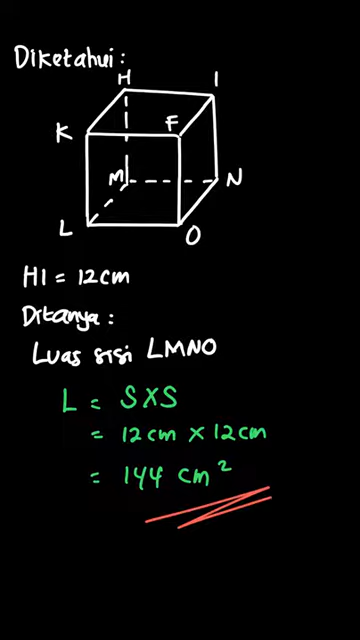 Diketahui:
H I
K F
M N
L O
HI = 12cm
Ditanya:
Luas sisi LMNO
L = S X S
= 12 cm x 12 cm
= 144 cm²